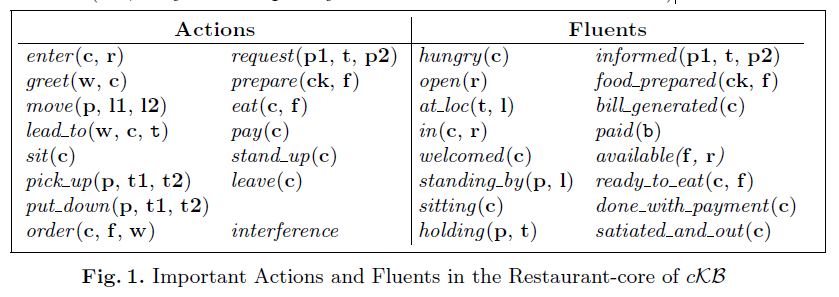 Actions Fluents
enter(c, r) request(p1, t, p2) hungry(c) informed(p1, t, p2)
greet(w, c) prepare(ck, f) open(r) food_prepared(ck, f)
move(p, l1, l2) eat(c, f) at_loc(t, l) bill_generated(c)
lead_to(w, c, t) pay(c) in(c, r) paid(b)
sit(c) stand_up(c) welcomed(c) available(f, r)
pick_up(p, t1, t2) leave(c) standing_by(p, l) ready_to_eat(c, f)
put_down(p, t1, t2) sitting(c) done_with_payment(c)
order(c, f, w) interference holding(p, t) satiated_and_out(c)
Fig. 1. Important Actions and Fluents in the Restaurant-core of cKB